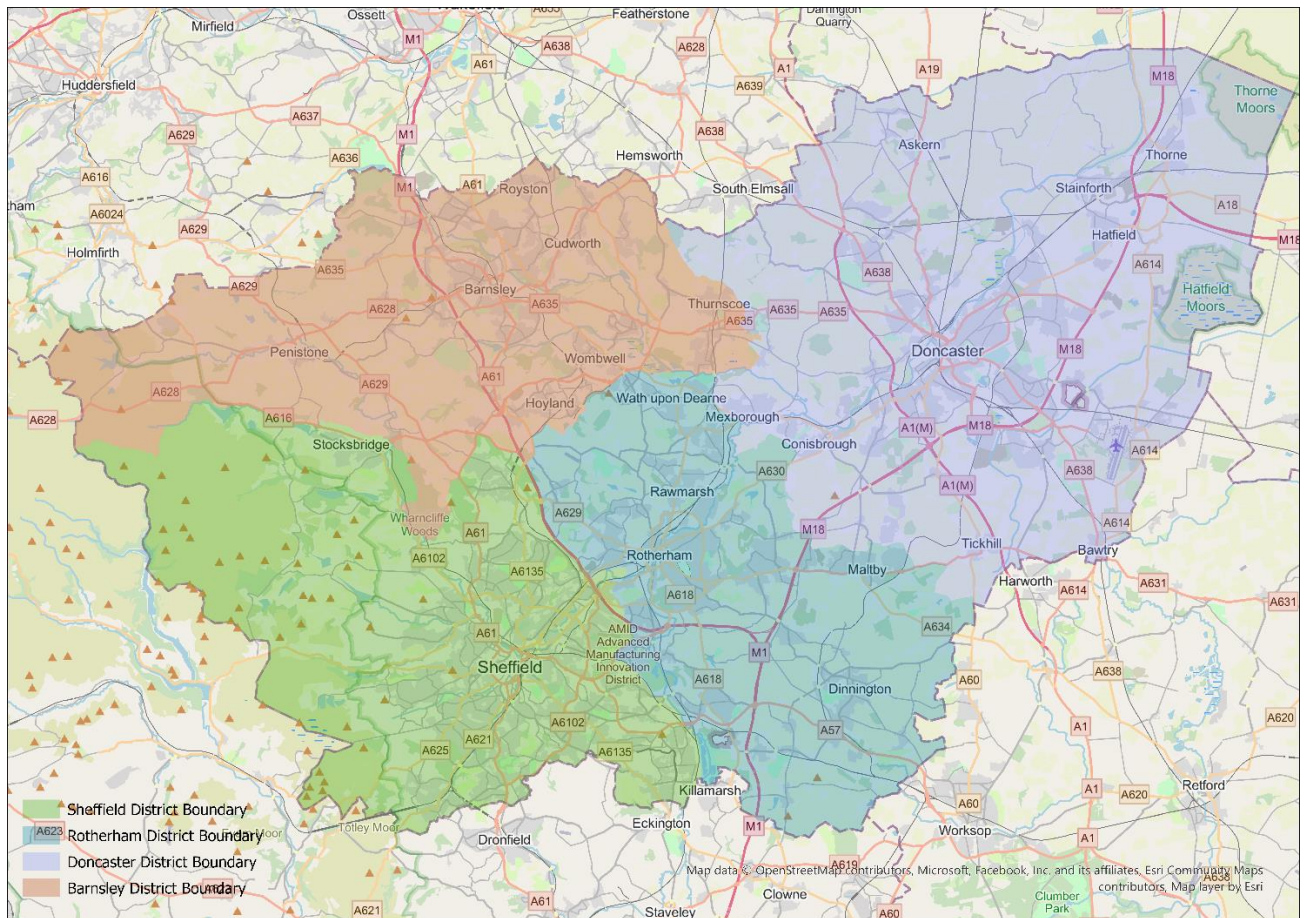 Ossett
Featherstone
Darrington
Quarry
Mirfield
M1
A638
A628
A61
A1
A19
M18
Huddersfield
A639
Thorne
Moors
A637
A629
M1
A638
Askern
Hemsworth
Thorne
A636
A616
M1
A61
Royston
South Elmsall
Stainforth
A6024
A18
A629
Holmfirth
Cudworth
Hatfield
M18
A635
A638
A614
A629
Barnsley
A635
Thurnscoe
Hatfield
Moors
A628
A635
A635
A635
Penistone
Wombwell
Doncaster
M18
A629
A61
A628
A628
Hoyland
Wath upon Dearne
A616
Mexborough
A1(M)
M18
Stocksbridge
Conisbrough
A630
A638
A614
Rawmarsh
A1(M)
A629
Wharncliffe
Woods
A61
M18
A614
A6102
Rotherham
Tickhill
Bawtry
A6135
Maltby
Harworth
A618
A614
A631
A631
A61
AMID
Advanced
Manufacturing
Innovation
District
A634
M1
Sheffield
A618
A60
A638
Dinnington
A6102
A57
A620
A621
A1
A625
A6135
Killamarsh
Retford
Sheffield District Boundary
A60
A620
Eckington
A623
Rotherham District Boundary
Totley Moor
M1
Worksop
Dronfield
A1
Doncaster District Boundary
A619
Map data © OpenStreetMap contributors, Microsoft, Facebook, Inc. and its affiliates, Esri Community Maps
contributors, Map layer by Esri
A638
Barnsley District Boundary
Clowne
Clumber
Park
A61
A621
Staveley
A60